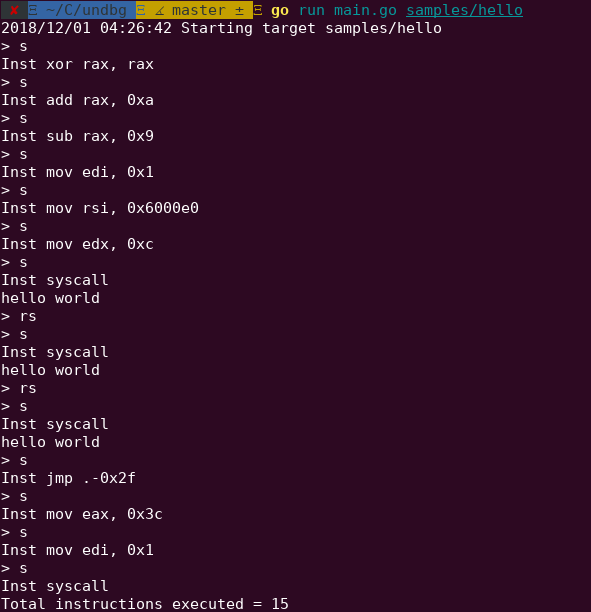 ✘ Ξ ~/C/undbg Ξ ∡ master ± Ξ go run main.go samples/hello
2018/12/01 04:26:42 Starting target samples/hello
> s
Inst xor rax, rax
> s
Inst add rax, 0xa
> s
Inst sub rax, 0x9
> s
Inst mov edi, 0x1
> s
Inst mov rsi, 0x6000e0
> s
Inst mov edx, 0xc
> s
Inst syscall
hello world
> rs
> s
Inst syscall
hello world
> rs
> s
Inst syscall
hello world
> s
Inst jmp .-0x2f
> s
Inst mov eax, 0x3c
> s
Inst mov edi, 0x1
> s
Inst syscall
Total instructions executed = 15